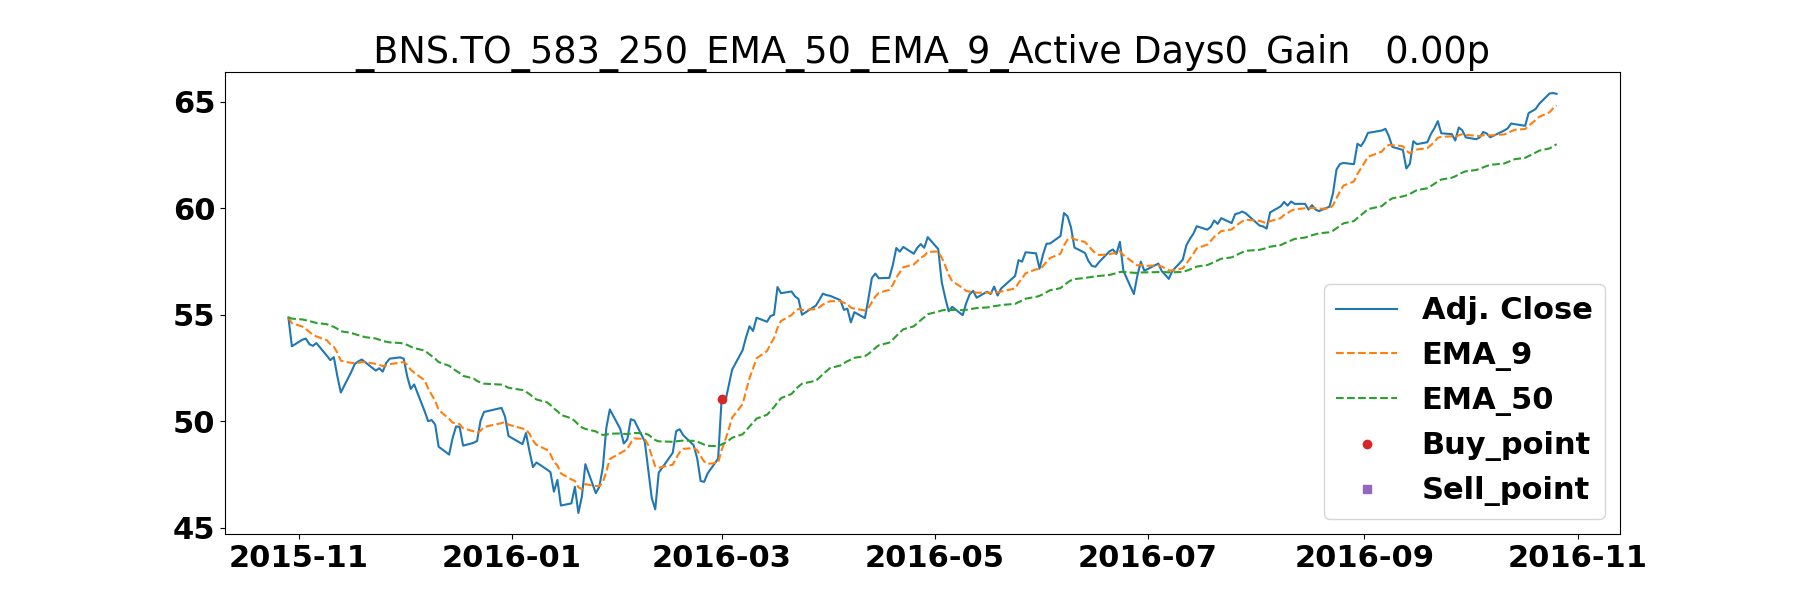 _BNS.TO_583_250_EMA_50_EMA_9_Active Days0_Gain   0.00p
65
60
55
50
45
Adj. Close
EMA_9
EMA_50
Buy_point
Sell_point
2015-11 2016-01 2016-03 2016-05 2016-07 2016-09 2016-11